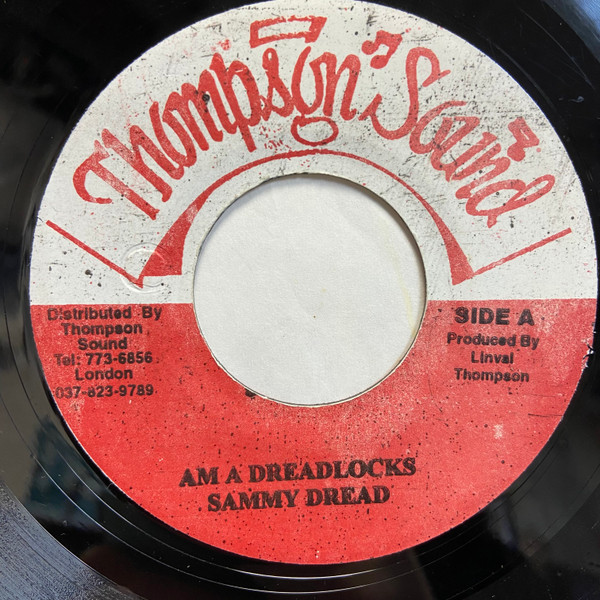 Thompson Sound
Distributed By
Thompson
Sound
Tel: 773-6856
London
037-823-9789
SIDE A
Produced By
Linval
Thompson
AM A DREADLOCKS
SAMMY DREAD